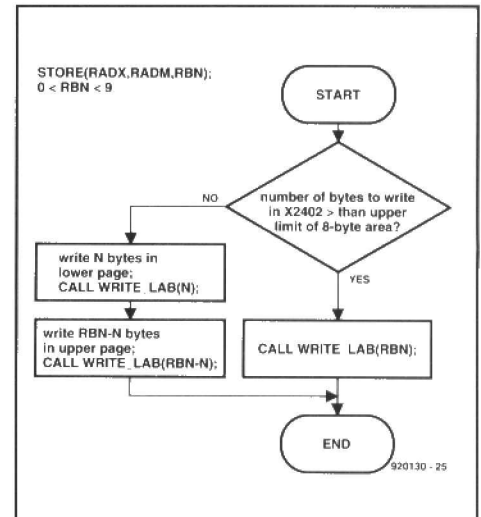 STORE(RADX,RADM,RBN);
0 < RBN < 9
START
number of bytes to write
in X2402 > than upper
limit of 8-byte area?
NO
YES
write N bytes in
lower page;
CALL WRITE_LAB(N);
write RBN-N bytes
in upper page;
CALL WRITE_LAB(RBN-N);
CALL WRITE LAB(RBN);
END
920130 - 25